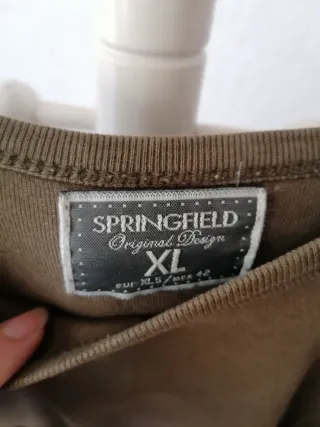 SPRINGFIELD
Original Design
XL
eur XLS/mex 42